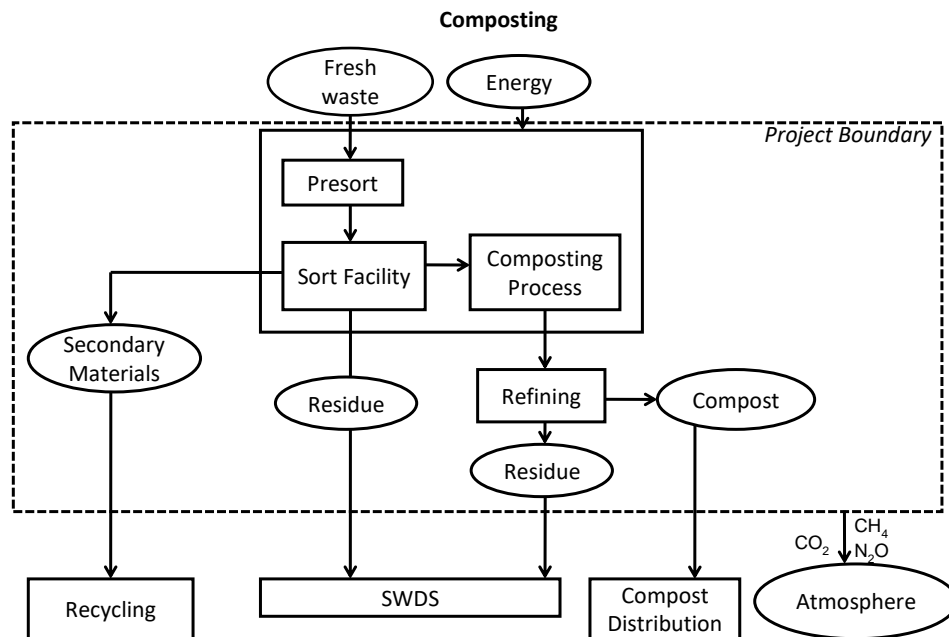 Composting
Fresh
waste
Energy
Project Boundary
Presort
Sort Facility
Composting
Process
Secondary
Materials
Residue
Refining
Compost
Residue
CO₂
CH₄
N₂O
Recycling
SWDS
Compost
Distribution
Atmosphere